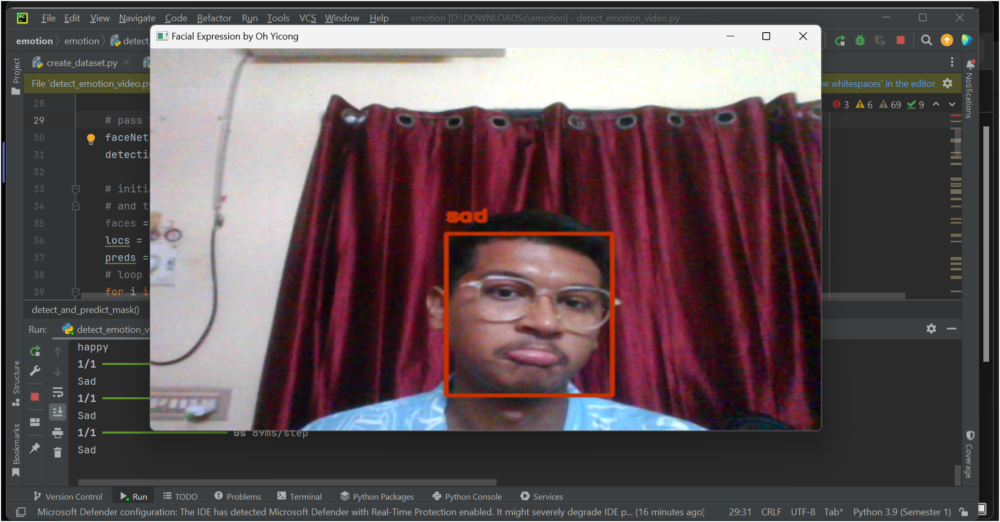 PC File Edit View Navigate Code Refactor Run Tools VCS Window Help emotion [D:\DOWNLOADSs\emotion] - detect_emotion_video.py
Facial Expression by Oh Yicong
emotion emotion detect_
Project
create_dataset.py
File 'detect_emotion_video.py
w whitespaces' in the editor
Notifications
28
3 6 69 9
29 # pass
30 faceNet
31 detecti
32
33 # initi
34 # and t
35 faces =
36 locs =
37 preds =
38 # loop
39 for i i
sad
detect_and_predict_mask()
Run: detect_emotion_vi
happy
1/1
Structure
Sad
1/1
Sad
1/1 0s 89ms/step
Bookmarks
Sad
Coverage
Version Control Run TODO Problems Terminal Python Packages Python Console Services
Microsoft Defender configuration: The IDE has detected Microsoft Defender with Real-Time Protection enabled. It might severely degrade IDE p... (16 minutes ago) 29:31 CRLF UTF-8 Tab* Python 3.9 (Semester 1)